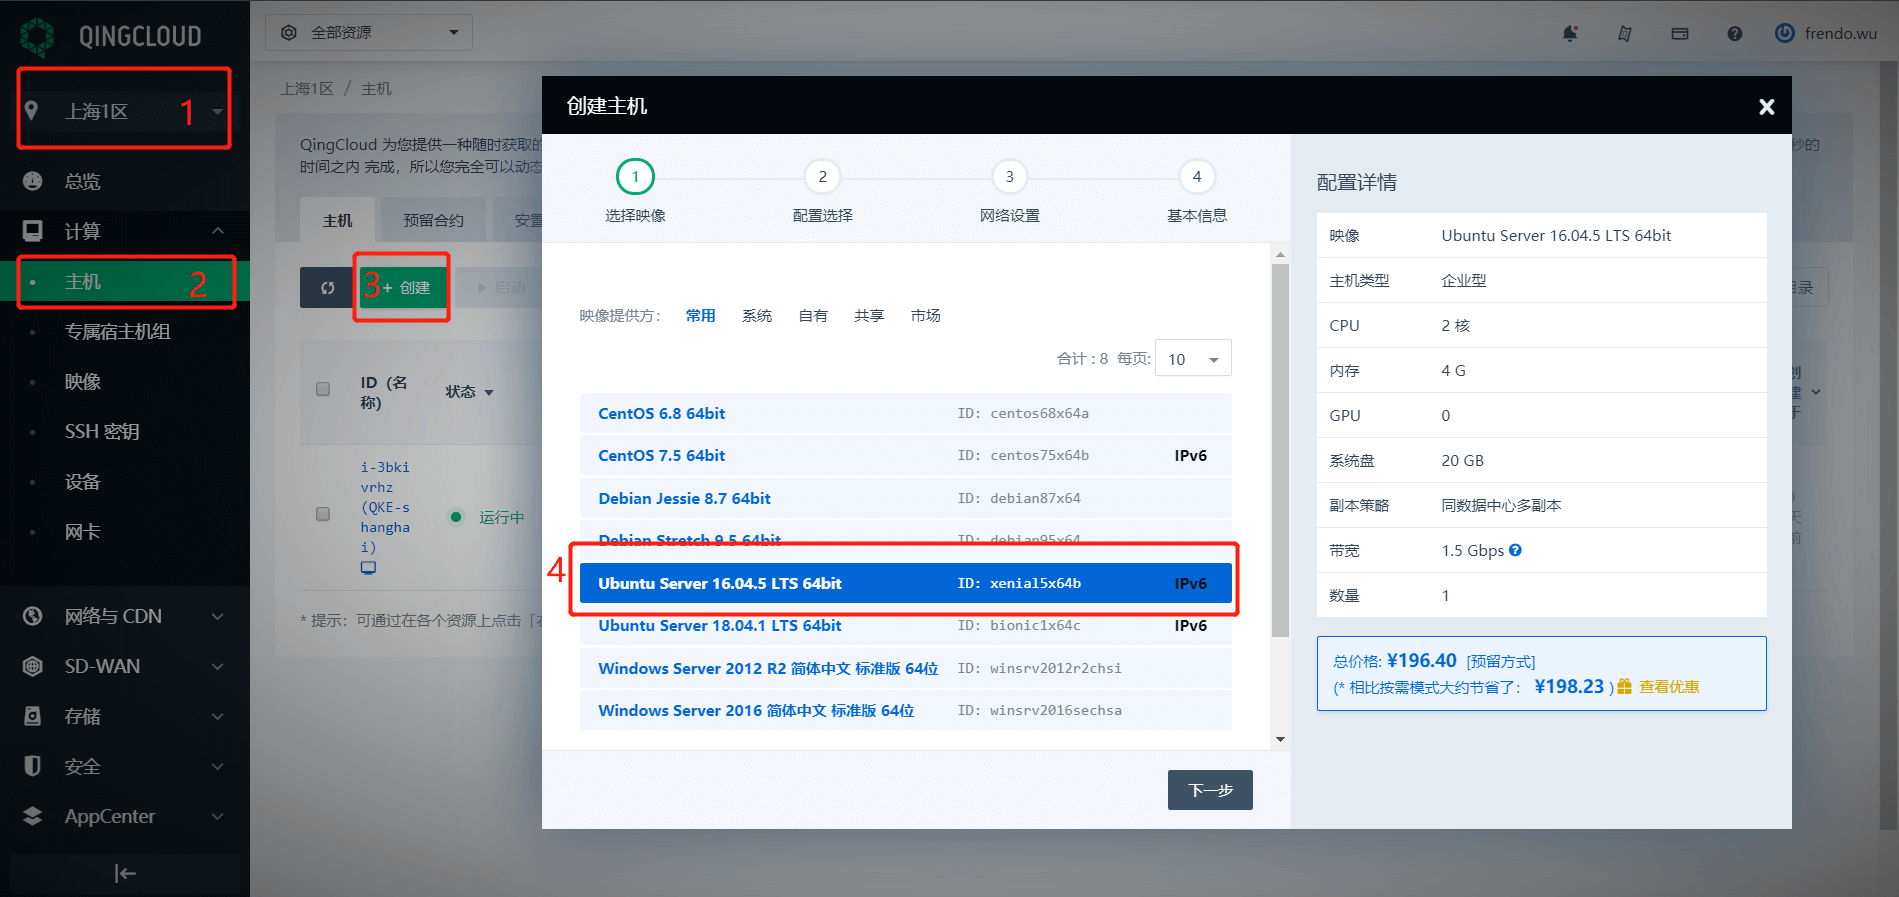 QINGCLOUD
全部资源
frendo.wu
上海1区 1
总览
计算
主机 2
专属宿主机组
映像
SSH 密钥
设备
网卡
网络与 CDN
SD-WAN
存储
安全
AppCenter
上海1区 / 主机
QingCloud 为您提供一种随时获取的
秒的
时间之内 完成，所以您完全可以动态
主机 预留合约 安置
3 + 创建 启动
目录
ID（名称）
状态
创建于
i-3bki
vrhz
(QKE-s
hangha
i)
运行中
天前
* 提示：可通过在各个资源上点击「右
创建主机
1 2 3 4
选择映像 配置选择 网络设置 基本信息
映像提供方： 常用 系统 自有 共享 市场
合计 : 8 每页: 10
CentOS 6.8 64bit ID: centos68x64a
CentOS 7.5 64bit ID: centos75x64b IPv6
Debian Jessie 8.7 64bit ID: debian87x64
Debian Stretch 9.5 64bit ID: debian95x64
4 Ubuntu Server 16.04.5 LTS 64bit ID: xenial5x64b IPv6
Ubuntu Server 18.04.1 LTS 64bit ID: bionic1x64c IPv6
Windows Server 2012 R2 简体中文 标准版 64位 ID: winsrv2012r2chsi
Windows Server 2016 简体中文 标准版 64位 ID: winsrv2016sechsa
下一步
配置详情
映像 Ubuntu Server 16.04.5 LTS 64bit
主机类型 企业型
CPU 2 核
内存 4 G
GPU 0
系统盘 20 GB
副本策略 同数据中心多副本
带宽 1.5 Gbps
数量 1
总价格: ¥196.40 [预留方式]
(* 相比按需模式大约节省了： ¥198.23 ) 查看优惠